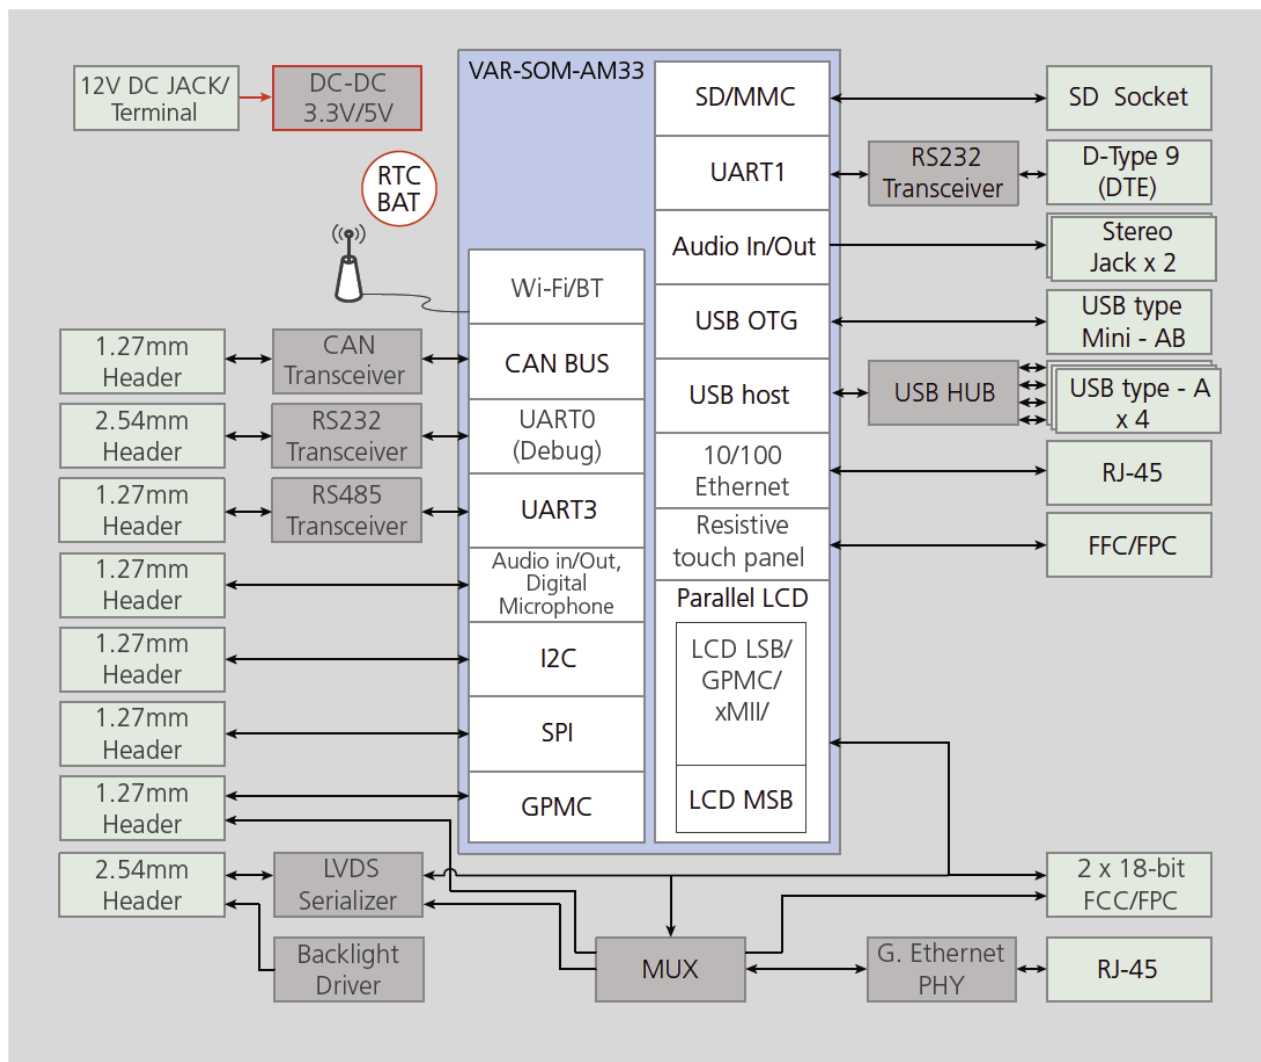 12V DC JACK/
Terminal
DC-DC
3.3V/5V
RTC
BAT
VAR-SOM-AM33
Wi-Fi/BT
CAN BUS
UART0
(Debug)
UART3
Audio in/Out,
Digital
Microphone
I2C
SPI
GPMC
SD/MMC
UART1
Audio In/Out
USB OTG
USB host
10/100
Ethernet
Resistive
touch panel
Parallel LCD
LCD LSB/
GPMC/
xMII/
LCD MSB
1.27mm
Header
CAN
Transceiver
2.54mm
Header
RS232
Transceiver
1.27mm
Header
RS485
Transceiver
1.27mm
Header
1.27mm
Header
1.27mm
Header
1.27mm
Header
2.54mm
Header
LVDS
Serializer
Backlight
Driver
SD Socket
RS232
Transceiver
D-Type 9
(DTE)
Stereo
Jack x 2
USB type
Mini - AB
USB HUB
USB type - A
x 4
RJ-45
FFC/FPC
2 x 18-bit
FCC/FPC
MUX
G. Ethernet
PHY
RJ-45